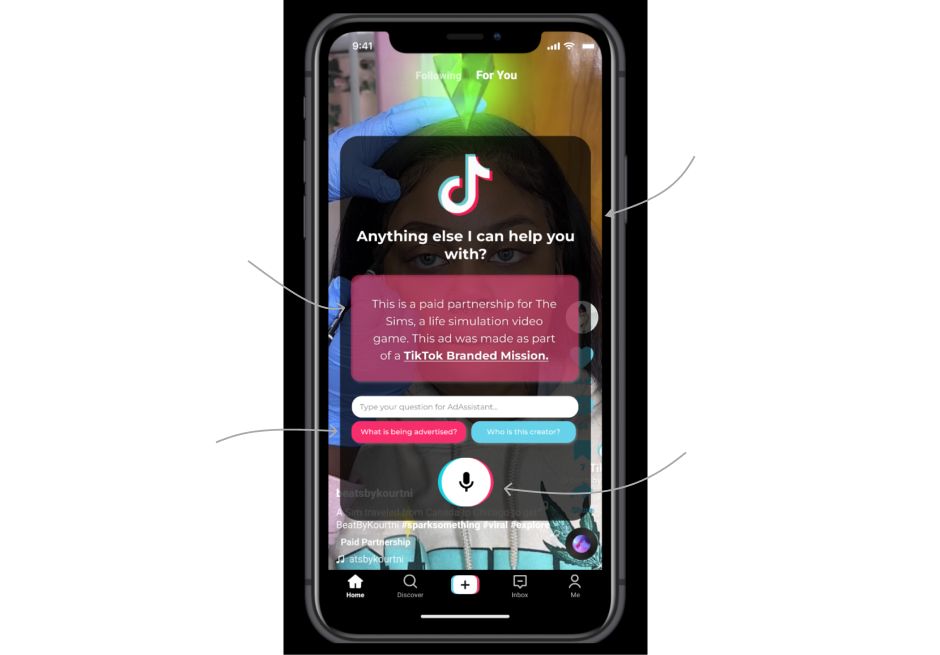 9:41
Following For You
Anything else I can help you
with?
This is a paid partnership for The
Sims, a life simulation video
game. This ad was made as part
of a TikTok Branded Mission.
Type your question for AdAssistant...
What is being advertised? Who is this creator?
beatsbykourtni
A Sim traveled from Canada to Chicago to get
BeatByKourtni #sparksomething #viral #explore
Paid Partnership
atsbykourtni
Home Discover Inbox Me